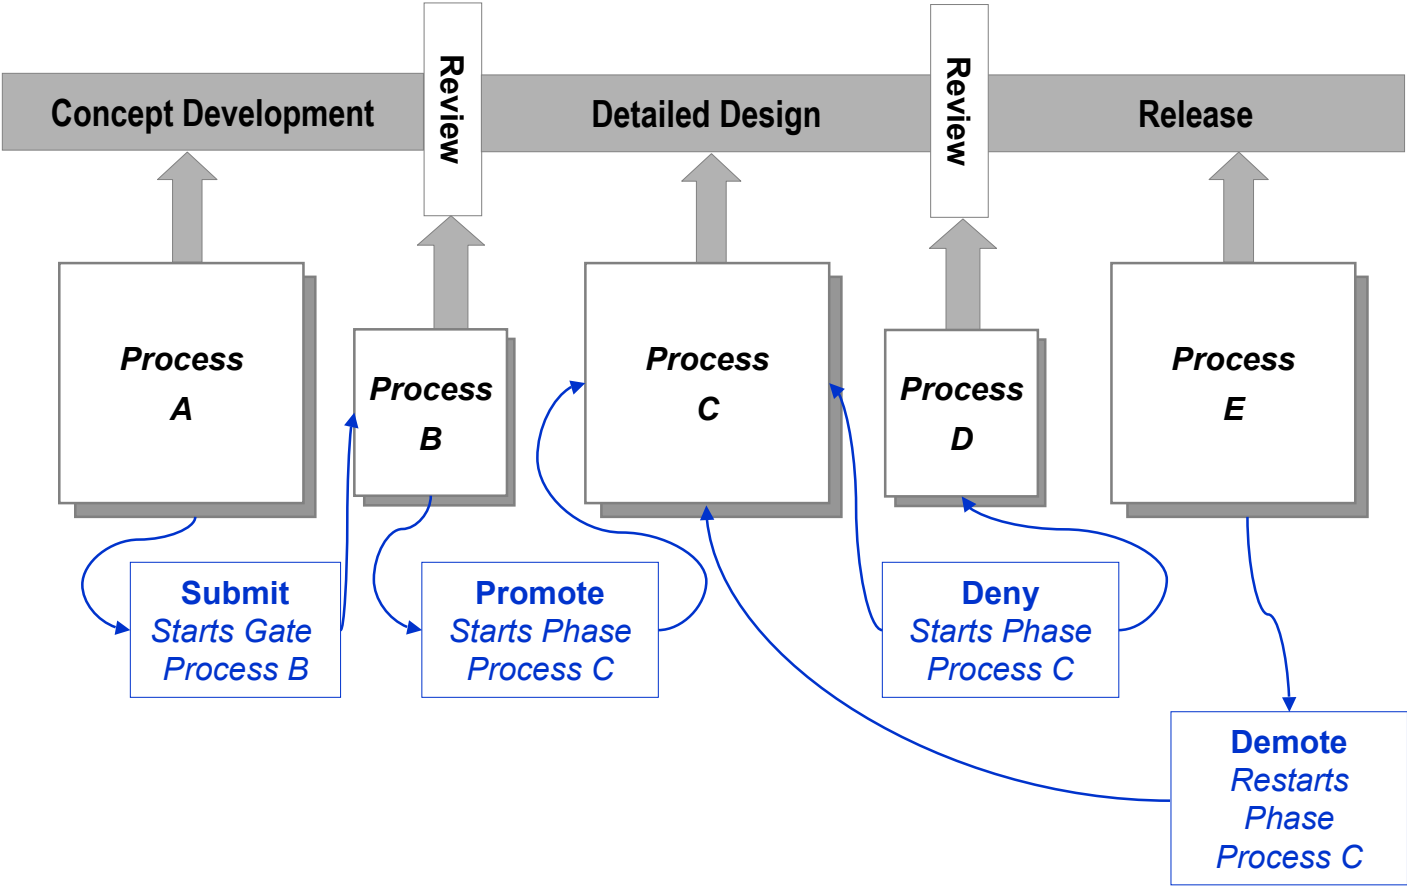 Review
Review
Concept Development
Detailed Design
Release
Process
A
Process
B
Process
C
Process
D
Process
E
Submit
Starts Gate
Process B
Promote
Starts Phase
Process C
Deny
Starts Phase
Process C
Demote
Restarts
Phase
Process C